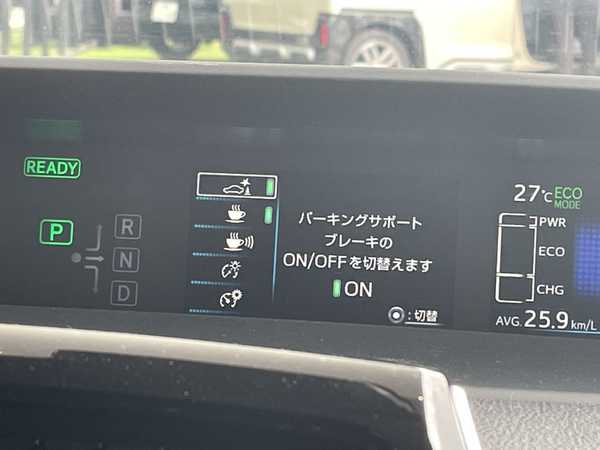 READY
P
R
N
D
パーキングサポート
ブレーキの
ON/OFFを切替えます
ON
:切替
27℃ ECO
MODE
PWR
ECO
CHG
AVG.25.9km/L